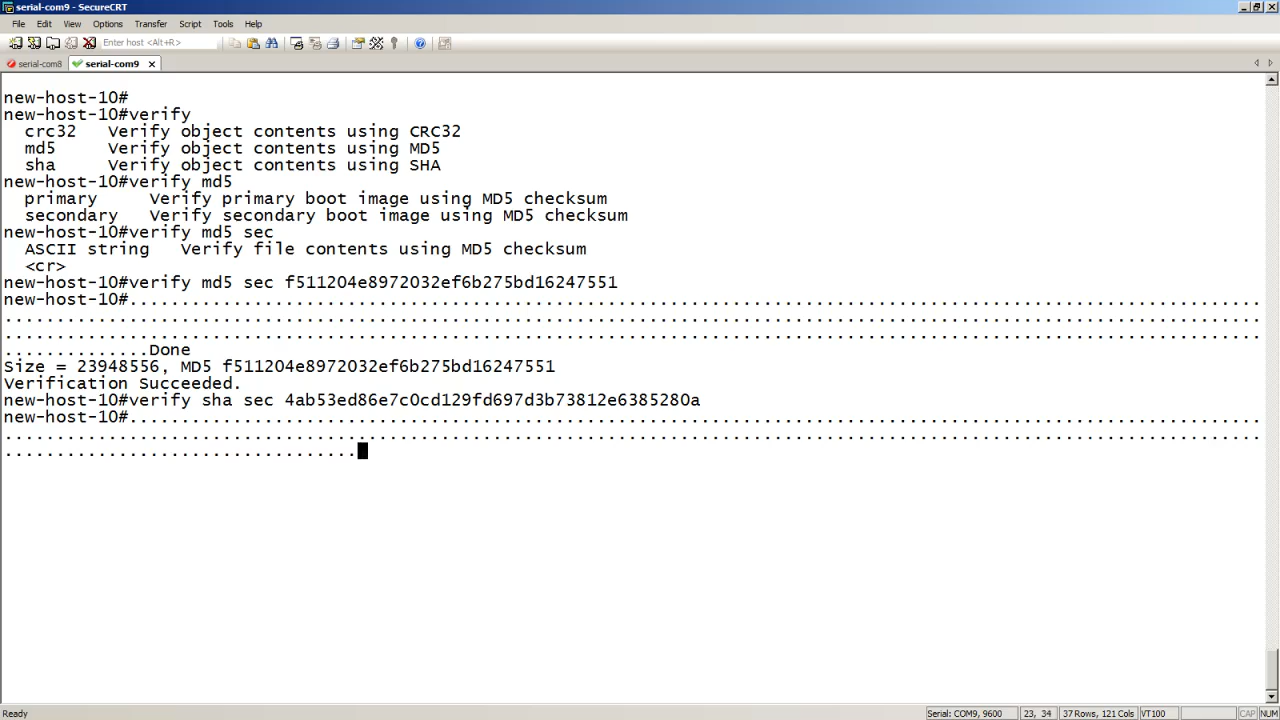 serial-com9 - SecureCRT
File Edit View Options Transfer Script Tools Help
Enter host <Alt+R>
serial-com8 serial-com9
new-host-10#
new-host-10#verify
crc32 Verify object contents using CRC32
md5 Verify object contents using MD5
sha Verify object contents using SHA
new-host-10#verify md5
primary Verify primary boot image using MD5 checksum
secondary Verify secondary boot image using MD5 checksum
new-host-10#verify md5 sec
ASCII string Verify file contents using MD5 checksum
<cr>
new-host-10#verify md5 sec f511204e8972032ef6b275bd16247551
new-host-10#.............................................................................................................
.........................................................................................................................
.........................................................................................................................
..............Done
Size = 23948556, MD5 f511204e8972032ef6b275bd16247551
Verification Succeeded.
new-host-10#verify sha sec 4ab53ed86e7c0cd129fd697d3b73812e6385280a
new-host-10#.............................................................................................................
.........................................................................................................................
..................................
Ready Serial: COM9, 9600 23, 34 37 Rows, 121 Cols VT100 CAP NUM